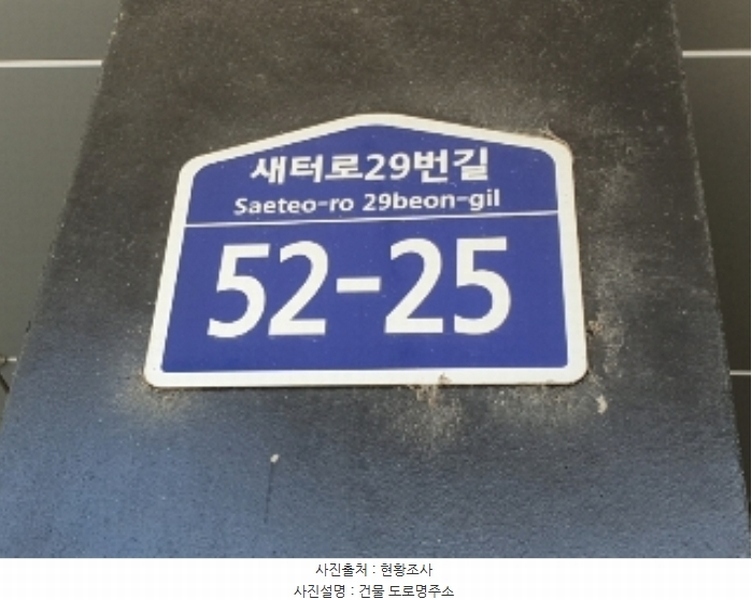 새터로29번길
Saeteo-ro 29beon-gil
52-25
사진출처 : 현황조사
사진설명 : 건물 도로명주소